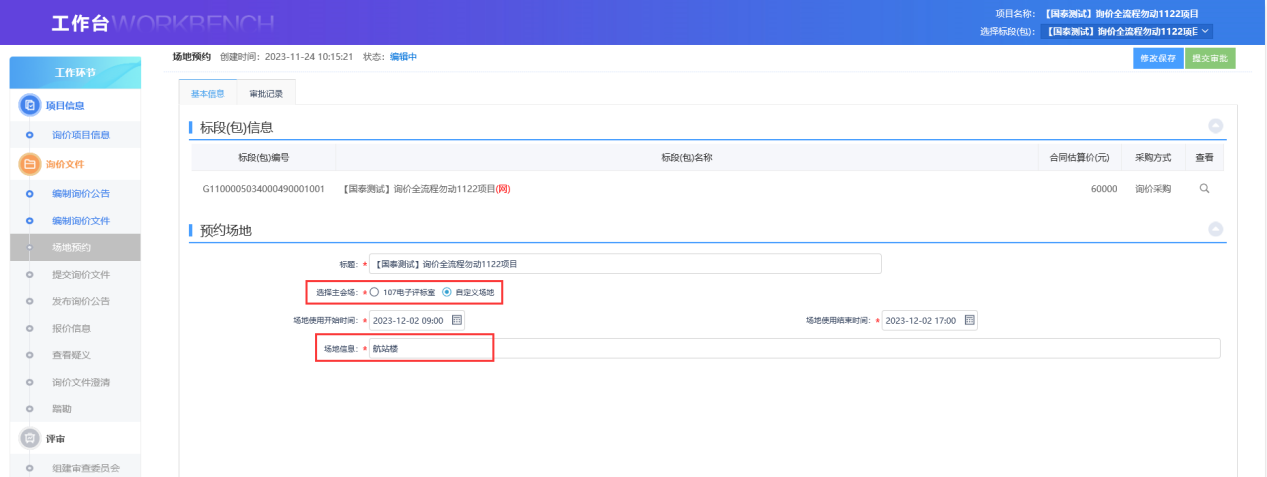 工作台WORKBENCH
项目名称： 【国泰测试】询价全流程勿动1122项目
选择标段(包)： 【国泰测试】询价全流程勿动1122项目
场地预约 创建时间：2023-11-24 10:15:21 状态：编辑中
修改保存 提交审批
工作环节
项目信息
询价项目信息
询价文件
编制询价公告
编制询价文件
场地预约
提交询价文件
发布询价公告
报价信息
查看疑义
询价文件澄清
踏勘
评审
组建审查委员会
基本信息 审批记录
标段(包)信息
标段(包)编号 标段(包)名称 合同估算价(元) 采购方式 查看
G1100005034000490001001 【国泰测试】询价全流程勿动1122项目(网) 60000 询价采购
预约场地
标题： * 【国泰测试】询价全流程勿动1122项目
选择主会场： * 107电子评标室 自定义场地
场地使用开始时间： * 2023-12-02 09:00 场地使用结束时间： * 2023-12-02 17:00
场地信息： * 航站楼